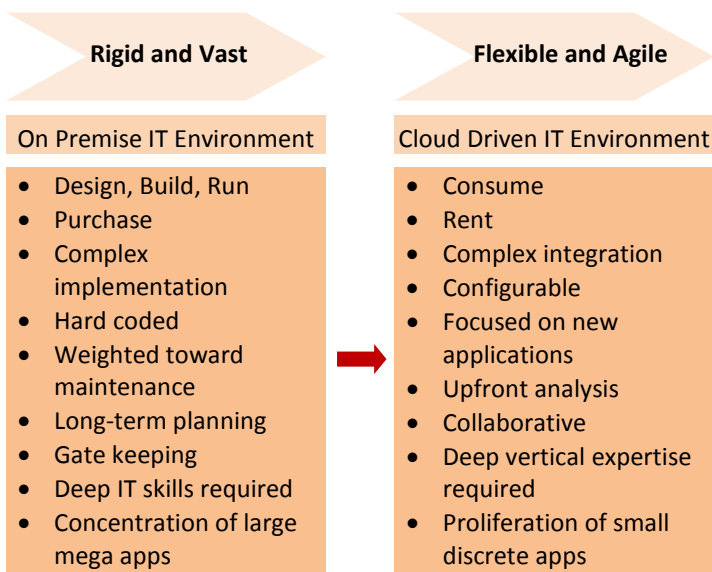 Rigid and Vast
On Premise IT Environment
• Design, Build, Run
• Purchase
• Complex
implementation
• Hard coded
• Weighted toward
maintenance
• Long-term planning
• Gate keeping
• Deep IT skills required
• Concentration of large
mega apps
Flexible and Agile
Cloud Driven IT Environment
• Consume
• Rent
• Complex integration
• Configurable
• Focused on new
applications
• Upfront analysis
• Collaborative
• Deep vertical expertise
required
• Proliferation of small
discrete apps